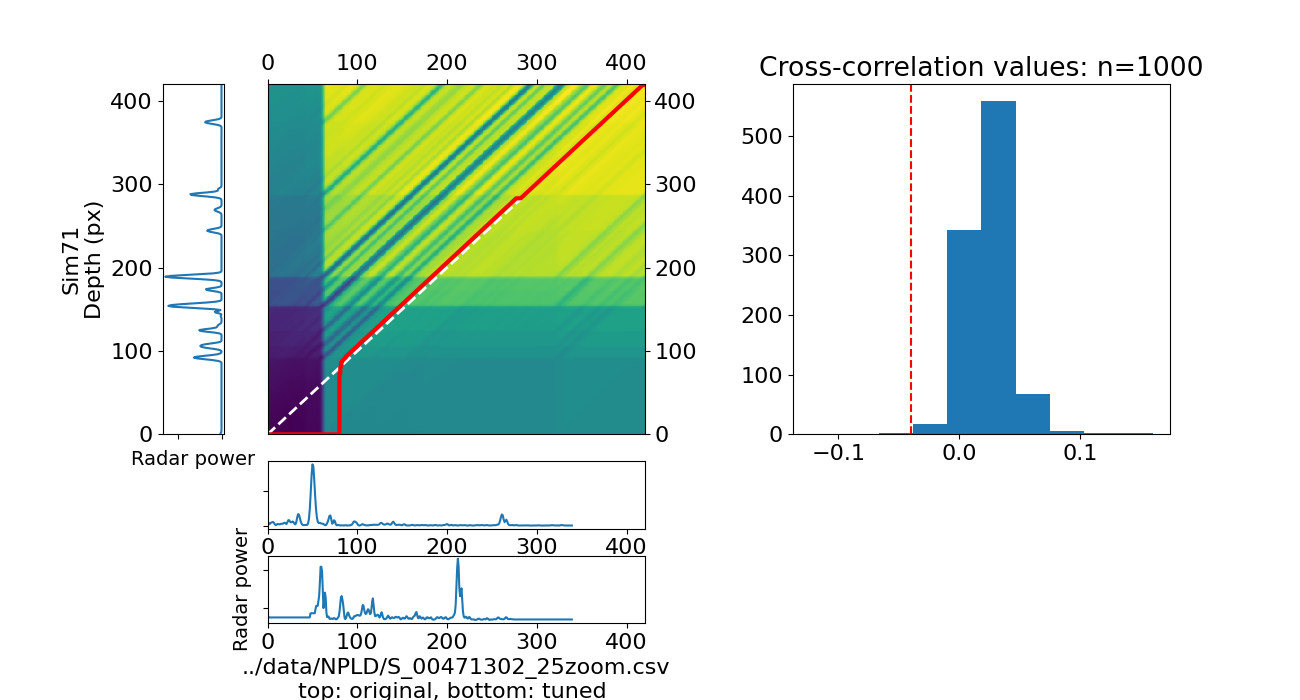 0 100 200 300 400
Cross-correlation values: n=1000
400
300
200
100
0
Sim71
Depth (px)
Radar power
400
300
200
100
0
500
400
300
200
100
0
−0.1 0.0 0.1
0 100 200 300 400
Radar power
0 100 200 300 400
../data/NPLD/S_00471302_25zoom.csv
top: original, bottom: tuned